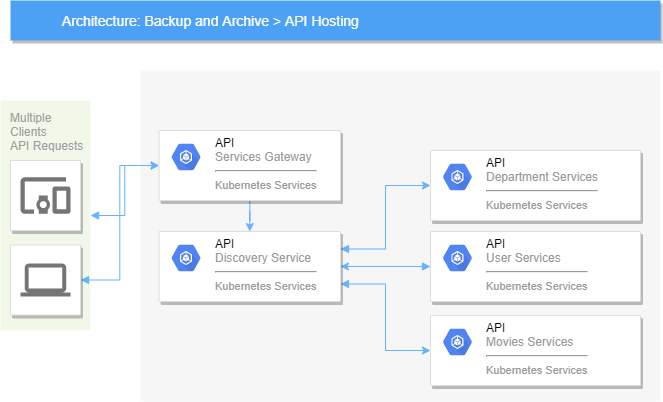 Architecture: Backup and Archive > API Hosting
Multiple
Clients
API Requests
API
Services Gateway
Kubernetes Services
API
Discovery Service
Kubernetes Services
API
Department Services
Kubernetes Services
API
User Services
Kubernetes Services
API
Movies Services
Kubernetes Services